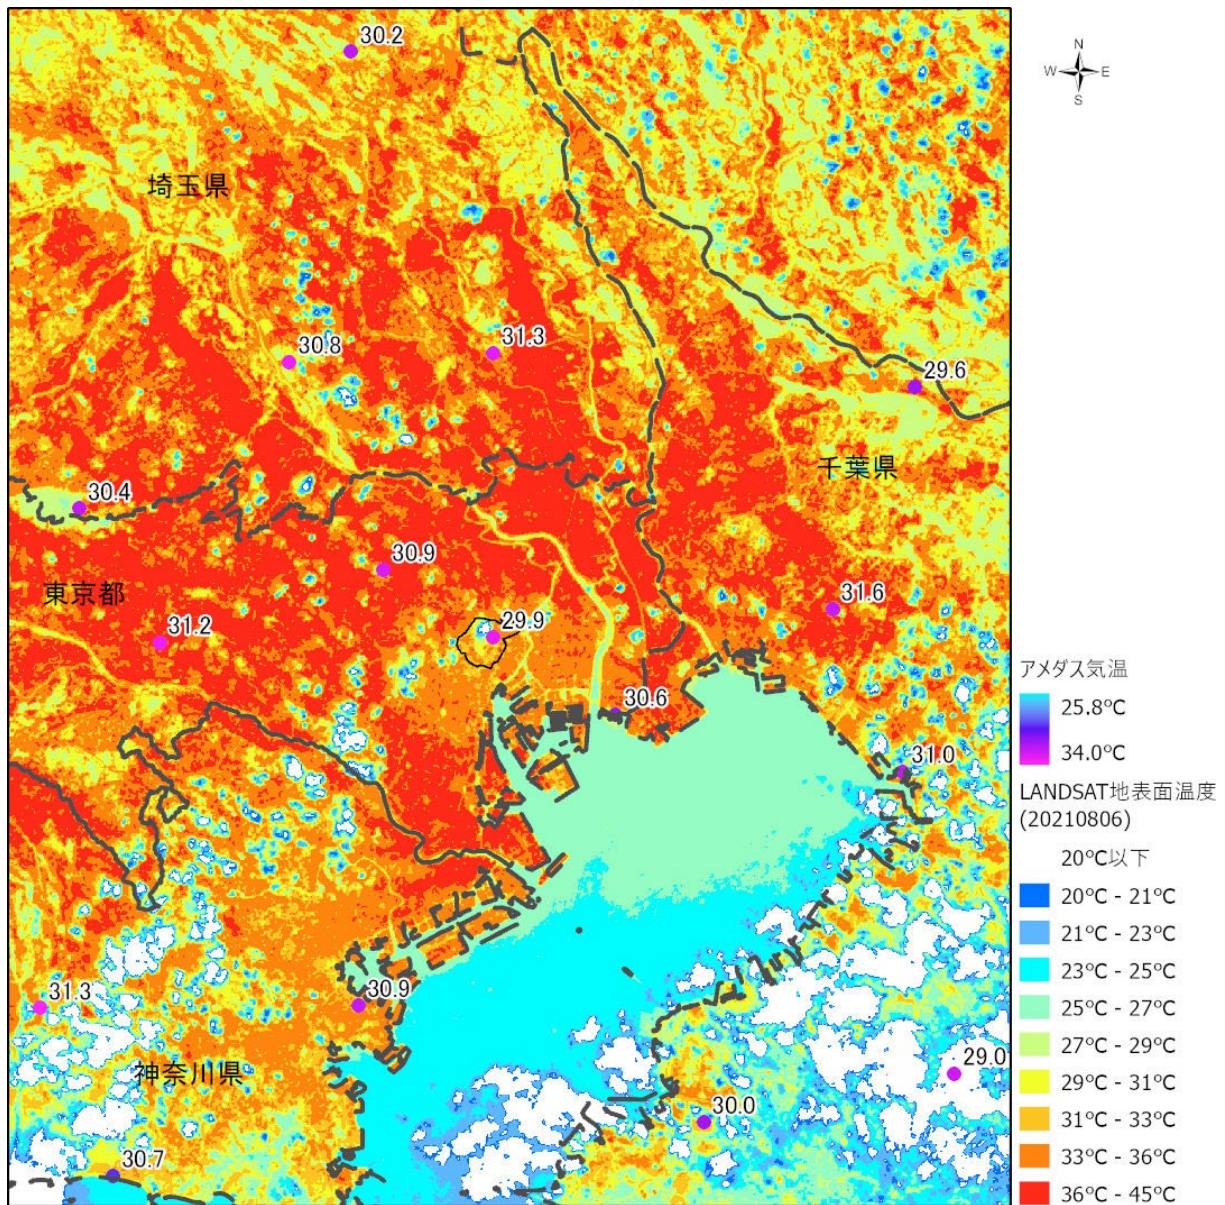 30.2
N
W E
S
埼玉県
30.8
31.3
29.6
千葉県
30.4
30.9
東京都
31.2
29.9
31.6
30.6
31.0
31.3
30.9
神奈川県
29.0
30.0
30.7
アメダス気温
25.8℃
34.0℃
LANDSAT地表面温度
(20210806)
20℃以下
20℃ - 21℃
21℃ - 23℃
23℃ - 25℃
25℃ - 27℃
27℃ - 29℃
29℃ - 31℃
31℃ - 33℃
33℃ - 36℃
36℃ - 45℃